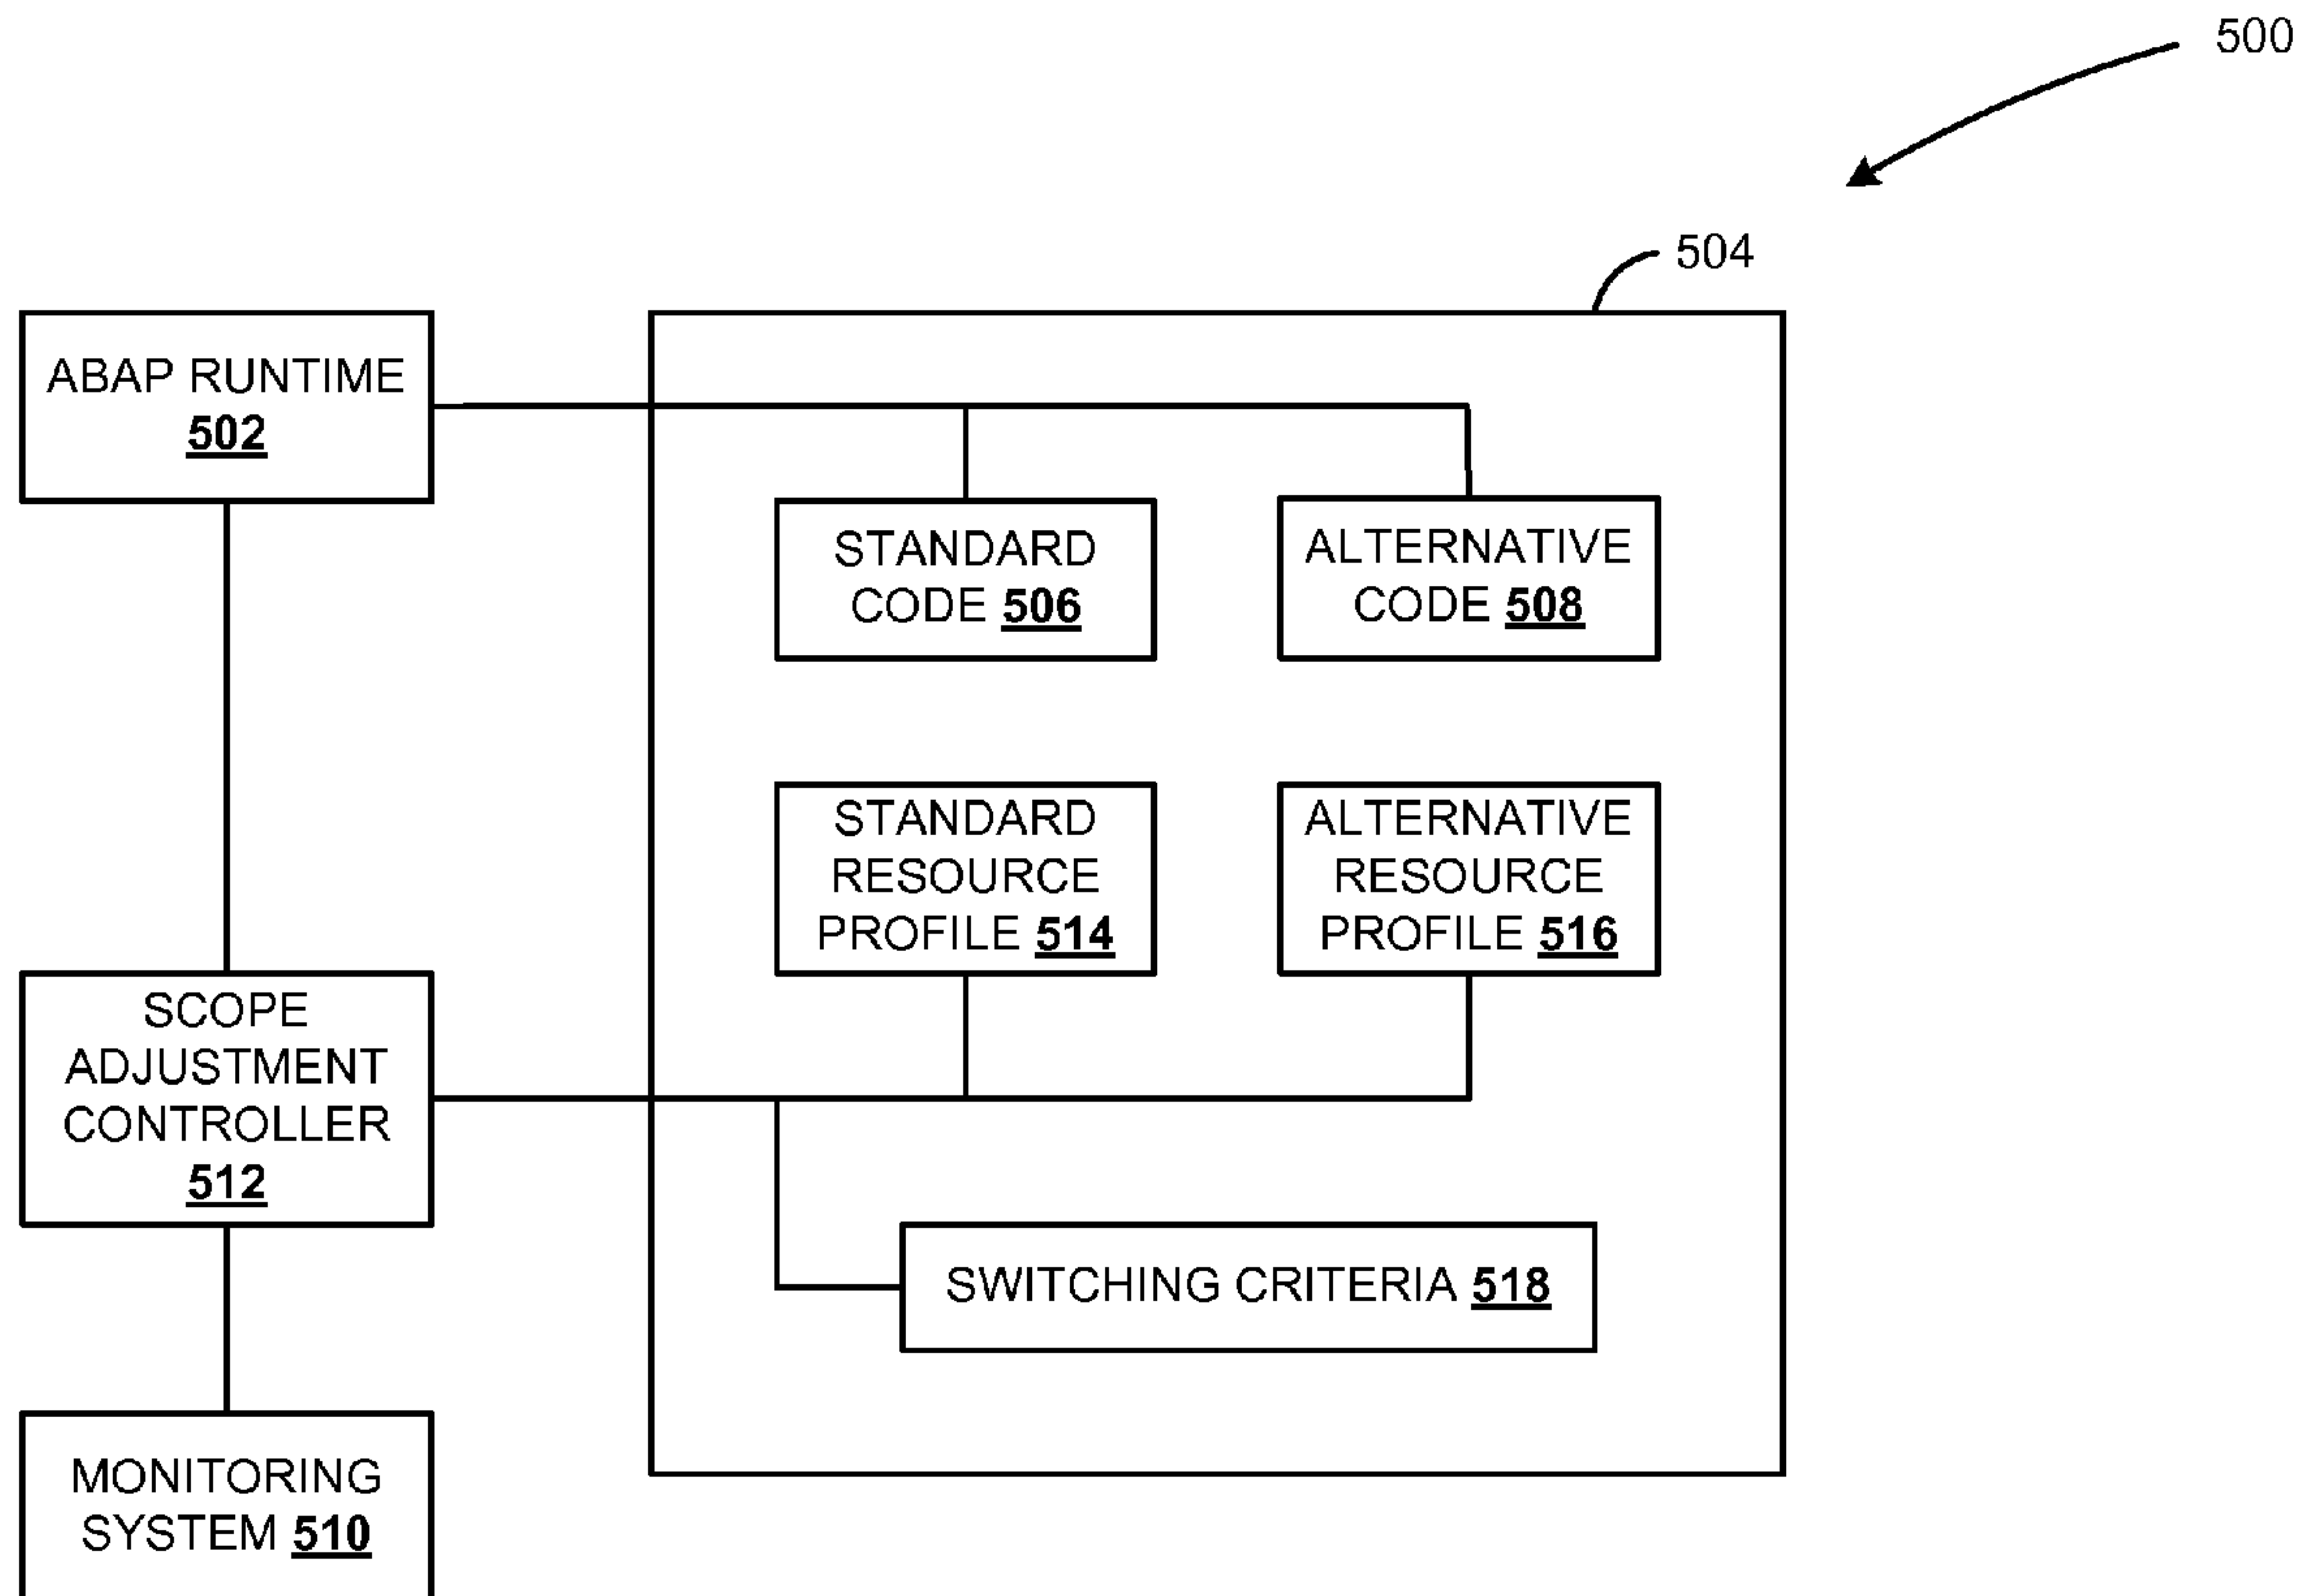 500
504
ABAP RUNTIME
502
STANDARD
CODE 506
ALTERNATIVE
CODE 508
STANDARD
RESOURCE
PROFILE 514
ALTERNATIVE
RESOURCE
PROFILE 516
SCOPE
ADJUSTMENT
CONTROLLER
512
SWITCHING CRITERIA 518
MONITORING
SYSTEM 510